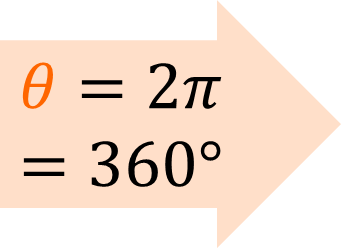 θ = 2π
= 360°